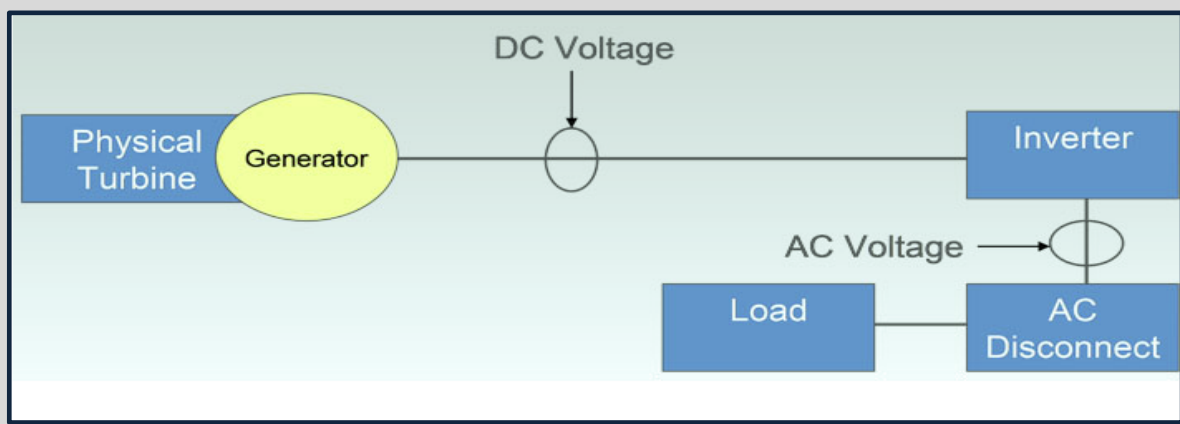 DC Voltage
Physical
Turbine
Generator
Inverter
AC Voltage
Load
AC
Disconnect